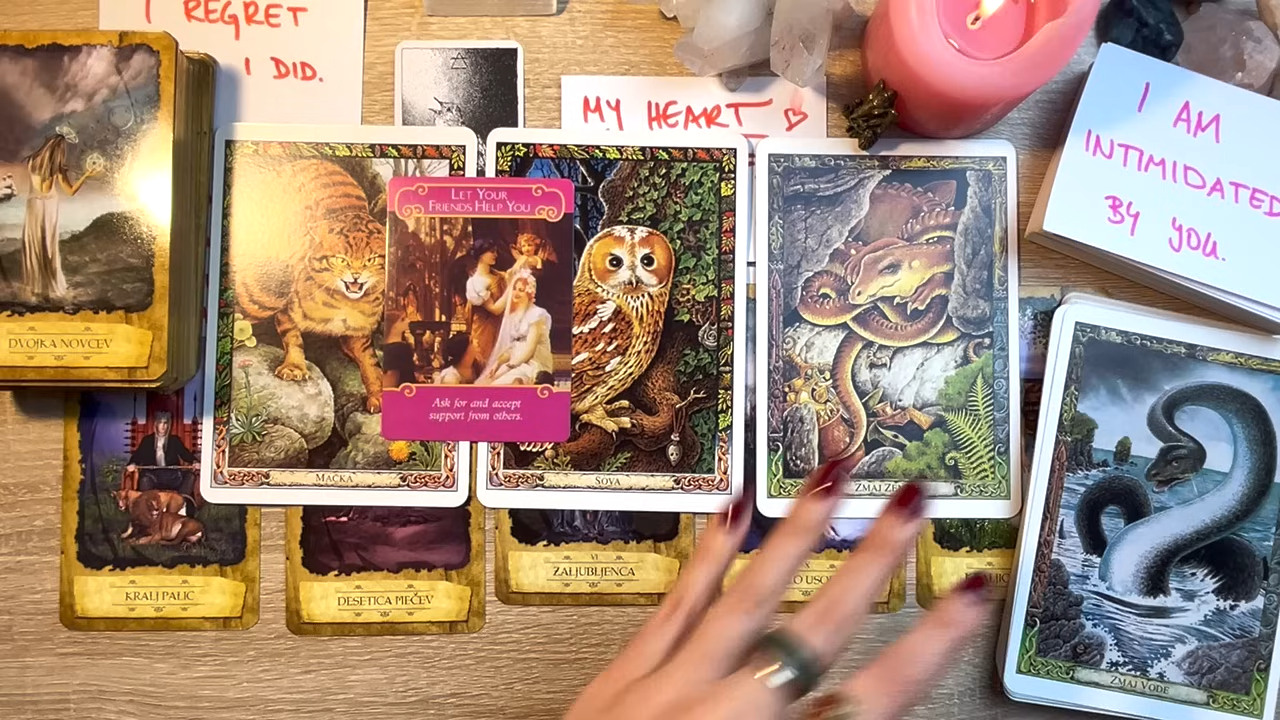 I REGRET
I DID.
MY HEART
I AM
INTIMIDATED
BY YOU.
LET YOUR
FRIENDS HELP YOU
Ask for and accept
support from others.
DVOJKA NOVCEV
MAČKA
SOVA
ZMAJ
ZMAJ VODE
KRALJ PALIC
DESETICA MEČEV
VI
ZALJUBLJENCA